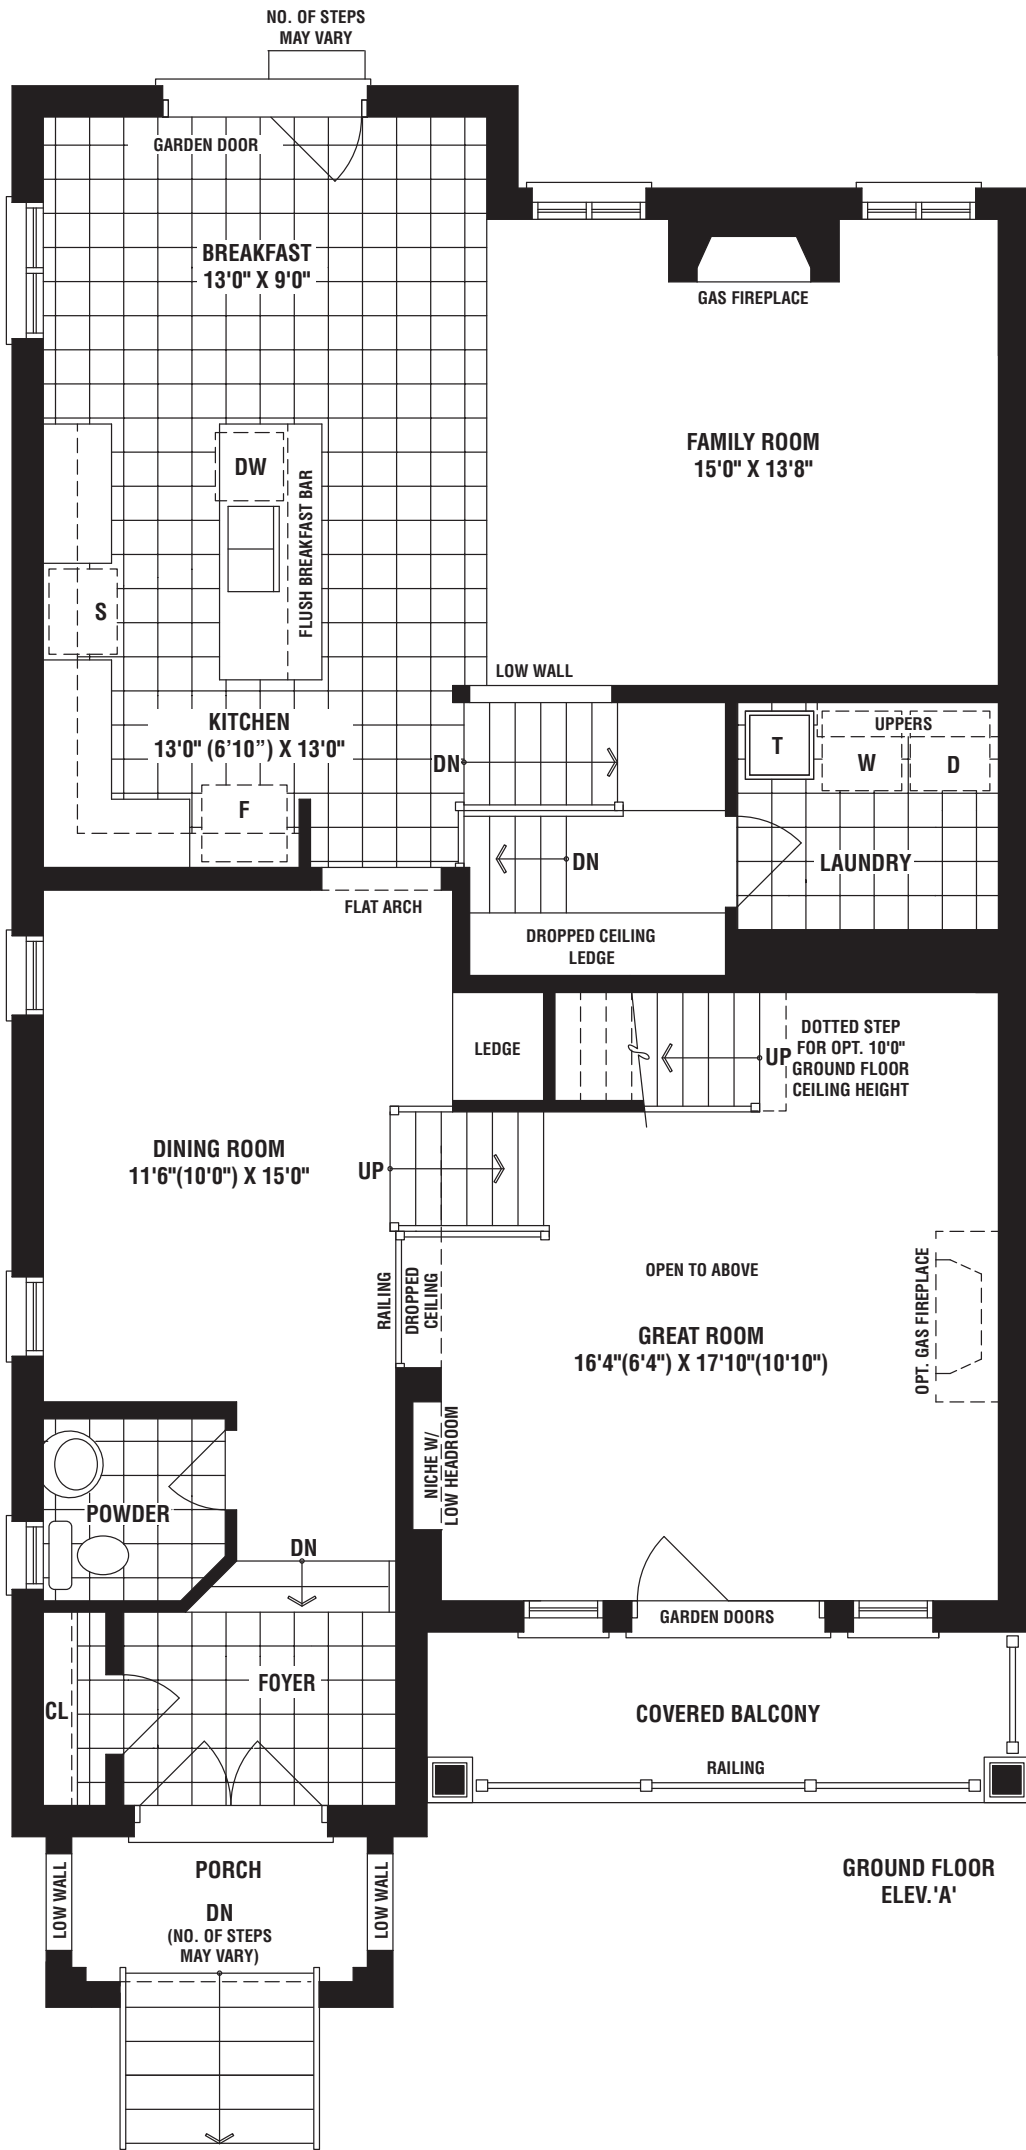 NO. OF STEPS
MAY VARY
GARDEN DOOR
BREAKFAST
13'0" X 9'0"
GAS FIREPLACE
FAMILY ROOM
15'0" X 13'8"
DW
FLUSH BREAKFAST BAR
S
LOW WALL
KITCHEN
13'0" (6’10”) X 13'0"
DN
T
UPPERS
W
D
F
DN
LAUNDRY
FLAT ARCH
DROPPED CEILING
LEDGE
LEDGE
UP
DOTTED STEP
FOR OPT. 10'0"
GROUND FLOOR
CEILING HEIGHT
DINING ROOM
11'6"(10'0") X 15'0"
UP
RAILING
DROPPED
CEILING
OPEN TO ABOVE
GREAT ROOM
16'4"(6'4") X 17'10"(10'10")
OPT. GAS FIREPLACE
NICHE W/
LOW HEADROOM
POWDER
DN
GARDEN DOORS
FOYER
CL
COVERED BALCONY
RAILING
PORCH
LOW WALL
LOW WALL
DN
(NO. OF STEPS
MAY VARY)
GROUND FLOOR
ELEV.'A'